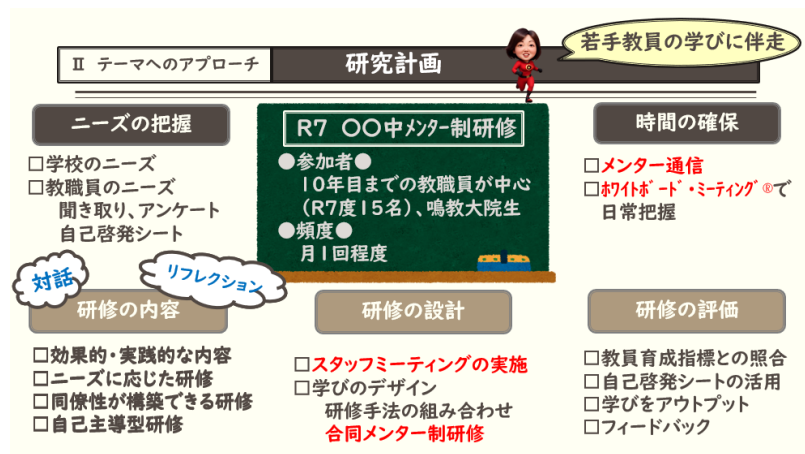 若手教員の学びに伴走
Ⅱ テーマへのアプローチ
研究計画
ニーズの把握
□学校のニーズ
□教職員のニーズ
聞き取り、アンケート
自己啓発シート
R7 〇〇中ﾒﾝﾀｰ制研修
●参加者●
10年目までの教職員が中心
(R7度15名)、鳴教大院生
●頻度●
月1回程度
時間の確保
□メンター通信
□ﾎﾜｲﾄﾎﾞｰﾄﾞ・ﾐｰﾃｨﾝｸﾞ®で
日常把握
対話
リフレクション
研修の内容
□効果的・実践的な内容
□ニーズに応じた研修
□同僚性が構築できる研修
□自己主導型研修
研修の設計
□スタッフミーティングの実施
□学びのデザイン
研修手法の組み合わせ
合同メンター制研修
研修の評価
□教員育成指標との照合
□自己啓発シートの活用
□学びをアウトプット
□フィードバック